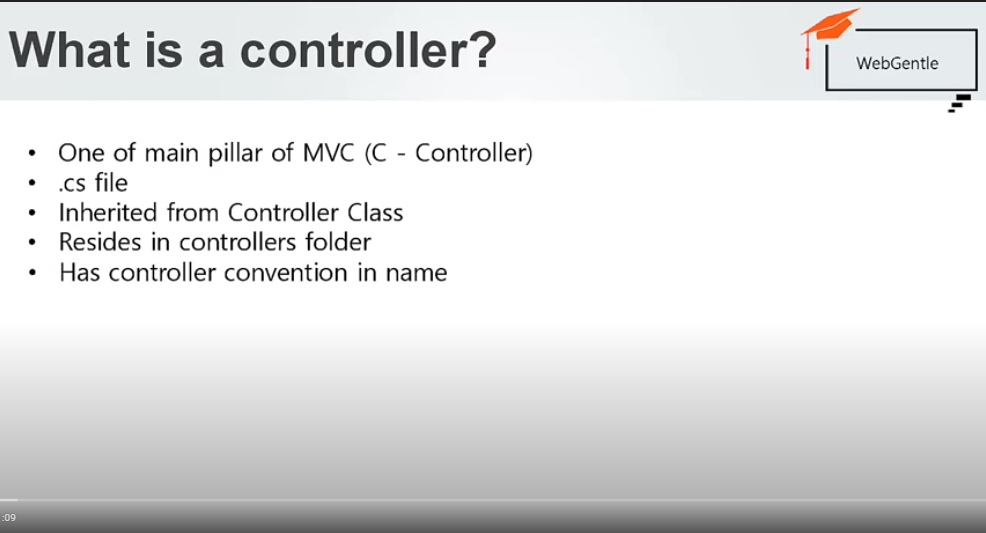 What is a controller?
WebGentle
• One of main pillar of MVC (C - Controller)
• .cs file
• Inherited from Controller Class
• Resides in controllers folder
• Has controller convention in name
:09